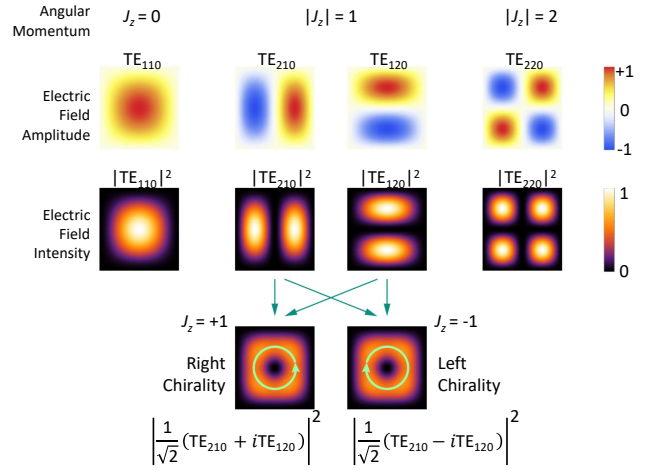 Angular
Momentum
J_z = 0
|J_z| = 1
|J_z| = 2
TE₁₁₀
TE₂₁₀
TE₁₂₀
TE₂₂₀
Electric
Field
Amplitude
+1
0
-1
|TE₁₁₀|²
|TE₂₁₀|²
|TE₁₂₀|²
|TE₂₂₀|²
Electric
Field
Intensity
1
0
J_z = +1
J_z = -1
Right
Chirality
Left
Chirality
|1/√2 (TE₂₁₀ + iTE₁₂₀)|²
|1/√2 (TE₂₁₀ − iTE₁₂₀)|²